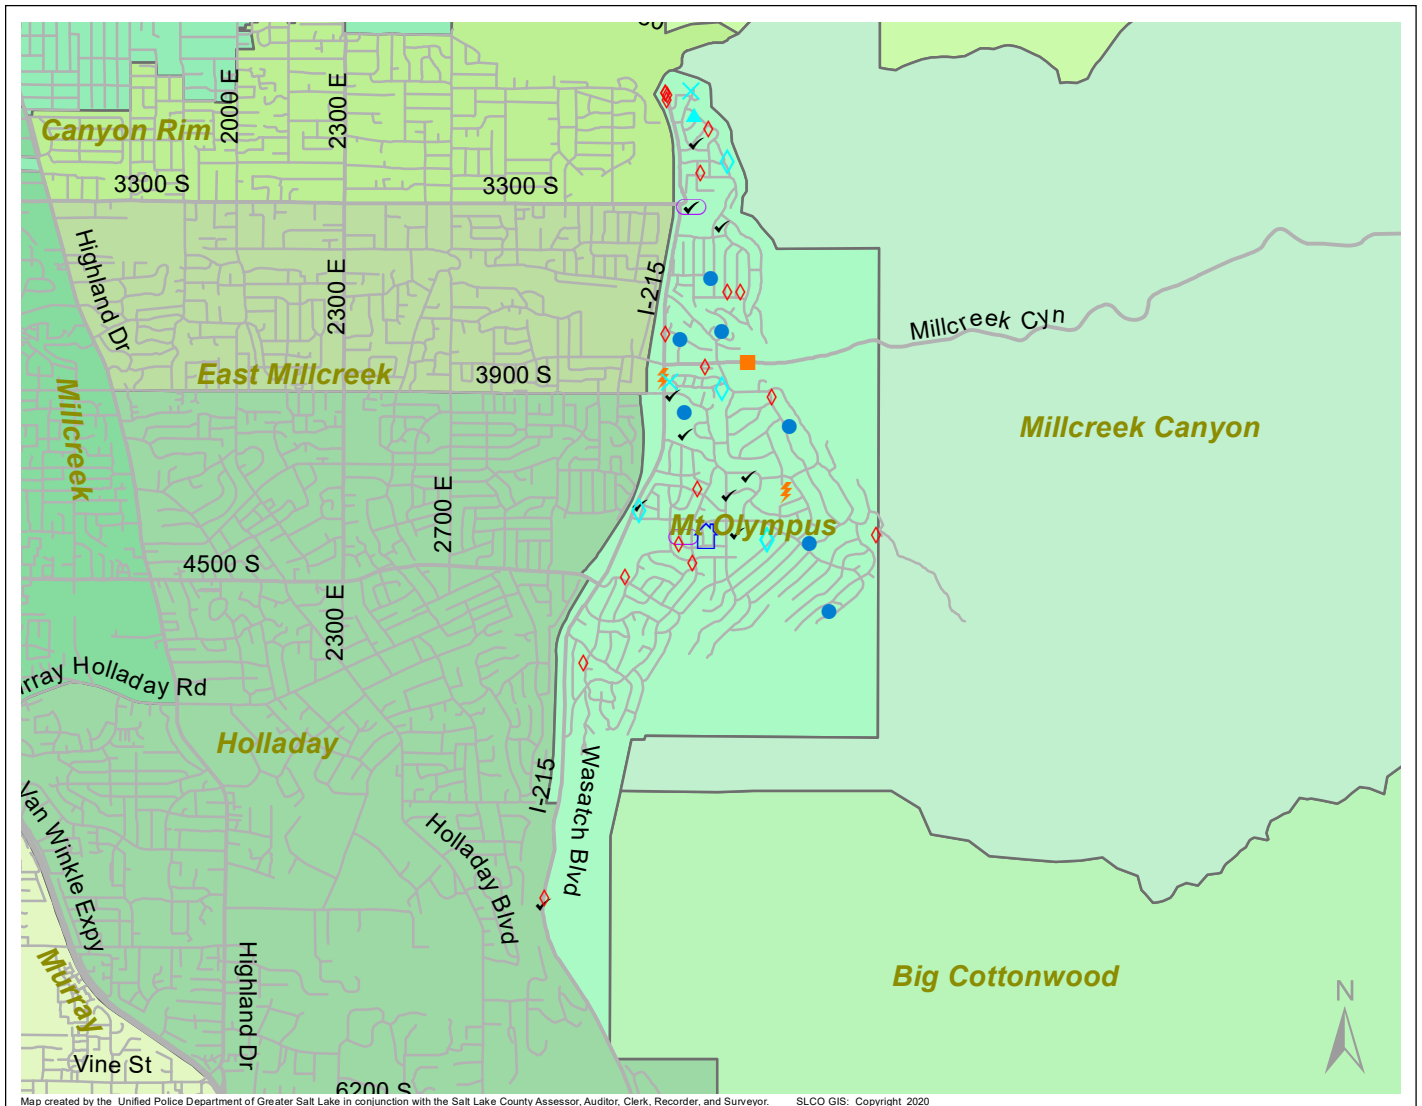 2000 E
2300 E
Canyon Rim
3300 S
3300 S
Highland Dr
2300 E
I-215
Millcreek Cyn
East Millcreek
3900 S
Millcreek
Millcreek Canyon
2700 E
Mt Olympus
4500 S
2300 E
rray Holladay Rd
Holladay
I-215
Wasatch Blvd
Van Winkle Expy
Holladay Blvd
Highland Dr
Murray
Big Cottonwood
N
Vine St
6200 S
Map created by the Unified Police Department of Greater Salt Lake in conjunction with the Salt Lake County Assessor, Auditor, Clerk, Recorder, and Surveyor. SLCO GIS: Copyright 2020